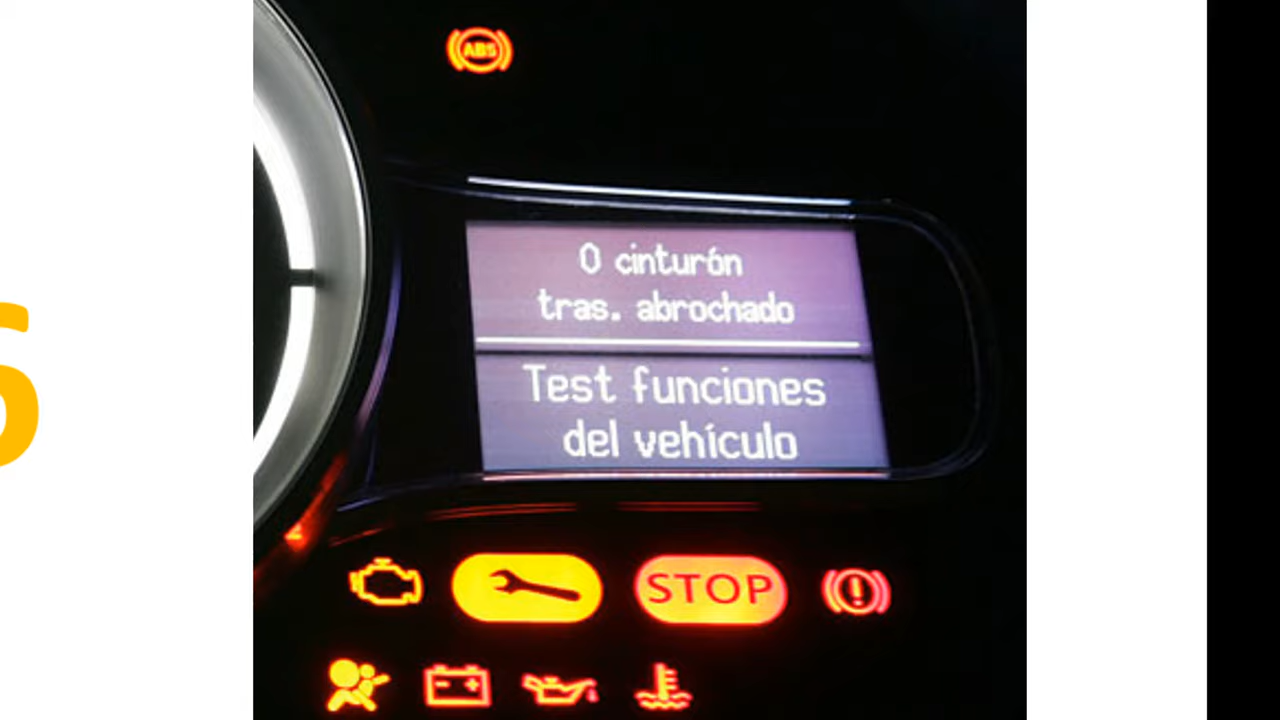 ABS
0 cinturón
tras. abrochado
Test funciones
del vehículo
STOP